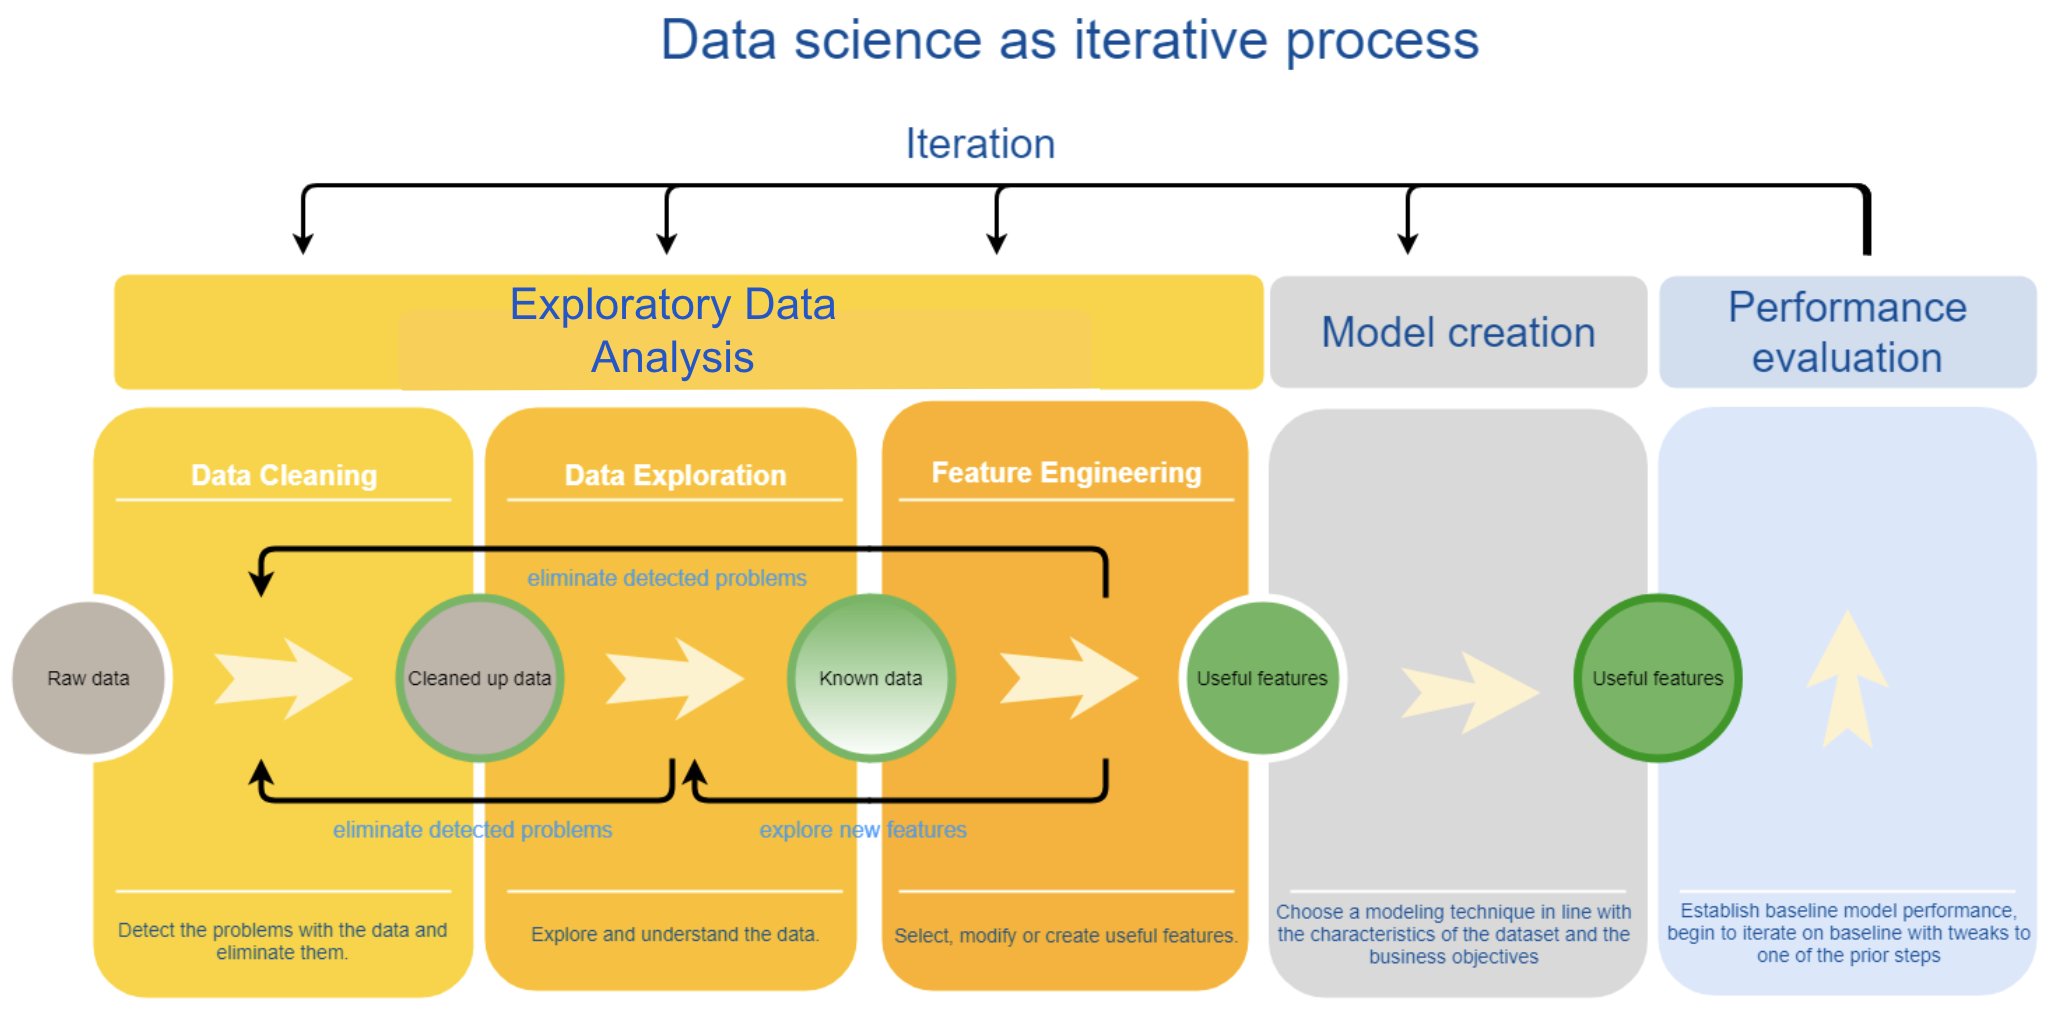 Data science as iterative process
Iteration
Exploratory Data
Analysis
Model creation
Performance
evaluation
Data Cleaning
Data Exploration
Feature Engineering
eliminate detected problems
Raw data
Cleaned up data
Known data
Useful features
Useful features
eliminate detected problems
explore new features
Detect the problems with the data and
eliminate them.
Explore and understand the data.
Select, modify or create useful features.
Choose a modeling technique in line with
the characteristics of the dataset and the
business objectives
Establish baseline model performance,
begin to iterate on baseline with tweaks to
one of the prior steps